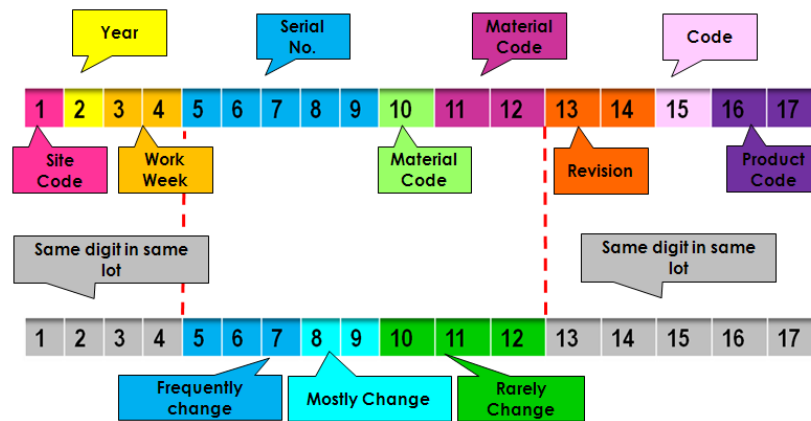 Year
Serial
No.
Material
Code
Code
1 2 3 4 5 6 7 8 9 10 11 12 13 14 15 16 17
Site
Code
Work
Week
Material
Code
Revision
Product
Code
Same digit in same
lot
Same digit in same
lot
1 2 3 4 5 6 7 8 9 10 11 12 13 14 15 16 17
Frequently
change
Mostly Change
Rarely
Change